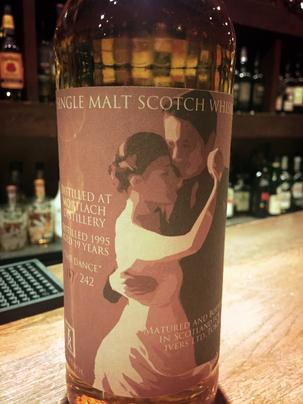 SINGLE MALT SCOTCH WHIS
DISTILLED AT
MORTLACH
DISTILLERY
DISTILLED 1995
AGED 19 YEARS
DANCE"
/ 242
MATURED AND
IN SCOTLAND
IVERS LTD,